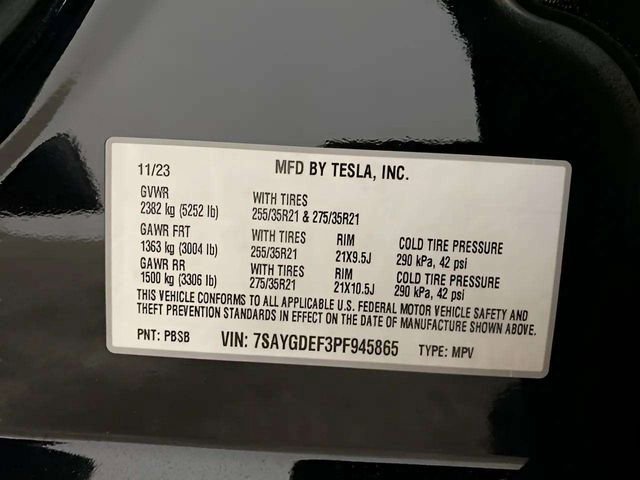 11/23 MFD BY TESLA, INC.
GVWR WITH TIRES
2382 kg (5252 lb) 255/35R21 & 275/35R21
GAWR FRT WITH TIRES RIM COLD TIRE PRESSURE
1363 kg (3004 lb) 255/35R21 21X9.5J 290 kPa, 42 psi
GAWR RR WITH TIRES RIM COLD TIRE PRESSURE
1500 kg (3306 lb) 275/35R21 21X10.5J 290 kPa, 42 psi
THIS VEHICLE CONFORMS TO ALL APPLICABLE U.S. FEDERAL MOTOR VEHICLE SAFETY AND
THEFT PREVENTION STANDARDS IN EFFECT ON THE DATE OF MANUFACTURE SHOWN ABOVE.
PNT: PBSB VIN: 7SAYGDEF3PF945865 TYPE: MPV